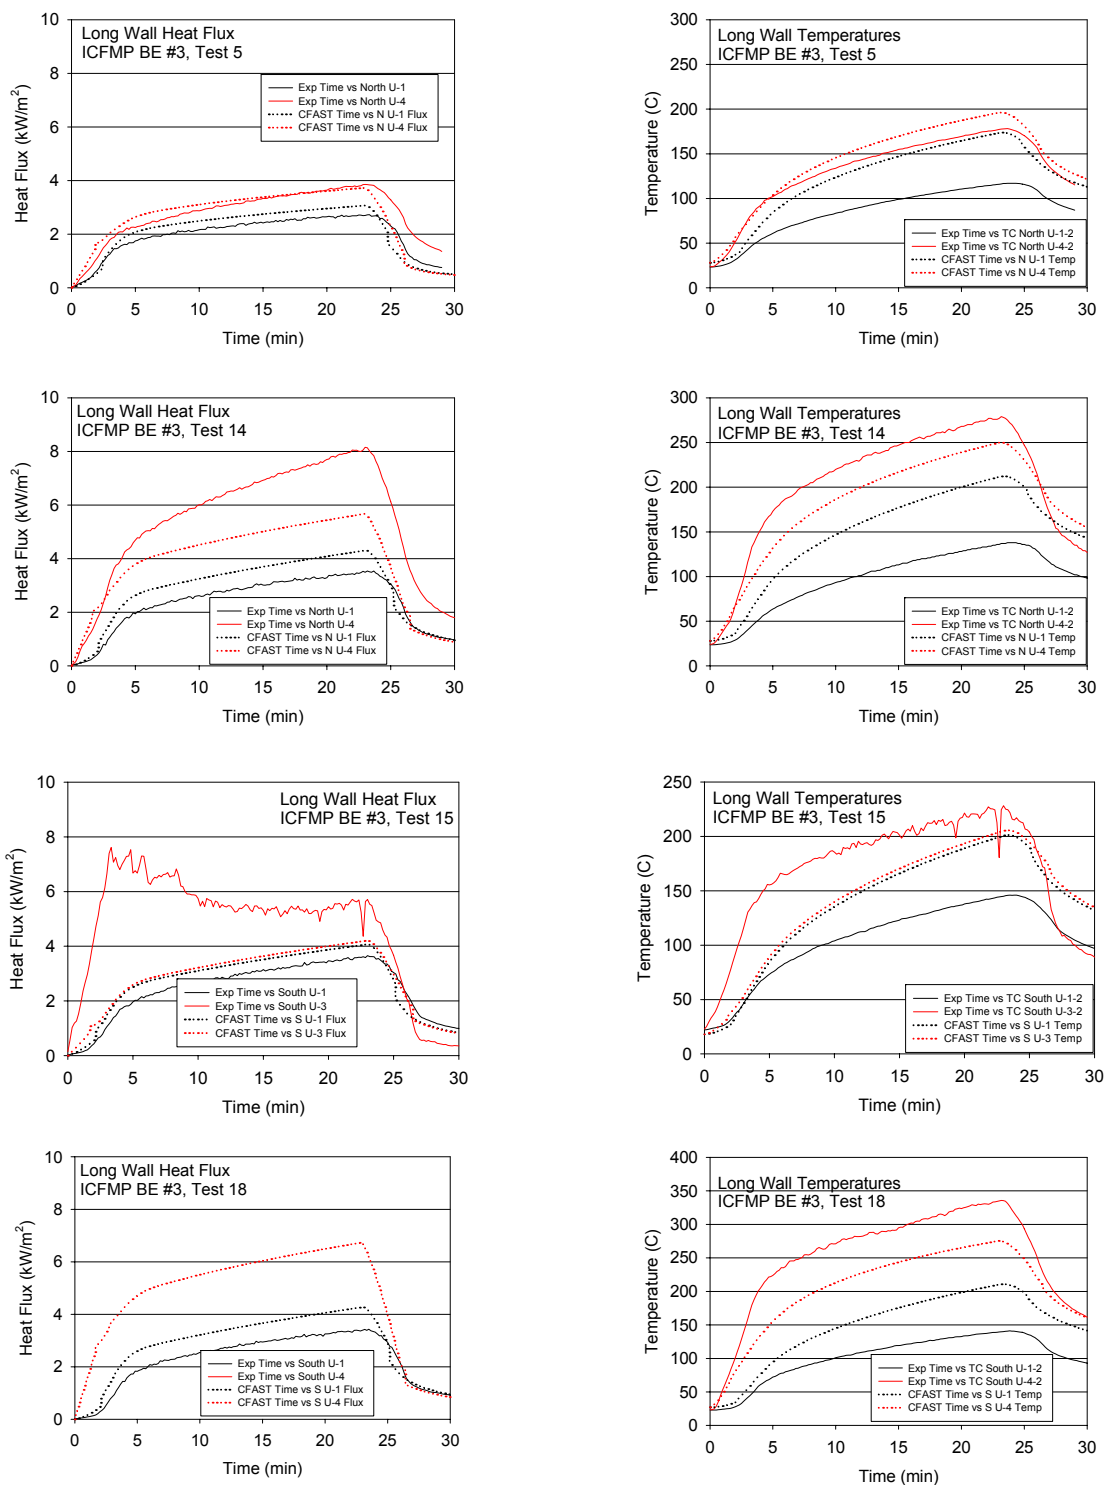 Long Wall Heat Flux
ICFMP BE #3, Test 5
Exp Time vs North U-1
Exp Time vs North U-4
CFAST Time vs N U-1 Flux
CFAST Time vs N U-4 Flux
Heat Flux (kW/m²)
10
8
6
4
2
0
0 5 10 15 20 25 30
Time (min)
Long Wall Temperatures
ICFMP BE #3, Test 5
Exp Time vs TC North U-1-2
Exp Time vs TC North U-4-2
CFAST Time vs N U-1 Temp
CFAST Time vs N U-4 Temp
Temperature (C)
300
250
200
150
100
50
0
0 5 10 15 20 25 30
Time (min)
Long Wall Heat Flux
ICFMP BE #3, Test 14
Exp Time vs North U-1
Exp Time vs North U-4
CFAST Time vs N U-1 Flux
CFAST Time vs N U-4 Flux
Heat Flux (kW/m²)
10
8
6
4
2
0
0 5 10 15 20 25 30
Time (min)
Long Wall Temperatures
ICFMP BE #3, Test 14
Exp Time vs TC North U-1-2
Exp Time vs TC North U-4-2
CFAST Time vs N U-1 Temp
CFAST Time vs N U-4 Temp
Temperature (C)
300
250
200
150
100
50
0
0 5 10 15 20 25 30
Time (min)
Long Wall Heat Flux
ICFMP BE #3, Test 15
Exp Time vs South U-1
Exp Time vs South U-3
CFAST Time vs S U-1 Flux
CFAST Time vs S U-3 Flux
Heat Flux (kW/m²)
10
8
6
4
2
0
0 5 10 15 20 25 30
Time (min)
Long Wall Temperatures
ICFMP BE #3, Test 15
Exp Time vs TC South U-1-2
Exp Time vs TC South U-3-2
CFAST Time vs S U-1 Temp
CFAST Time vs S U-3 Temp
Temperature (C)
250
200
150
100
50
0
0 5 10 15 20 25 30
Time (min)
Long Wall Heat Flux
ICFMP BE #3, Test 18
Exp Time vs South U-1
Exp Time vs South U-4
CFAST Time vs S U-1 Flux
CFAST Time vs S U-4 Flux
Heat Flux (kW/m²)
10
8
6
4
2
0
0 5 10 15 20 25 30
Time (min)
Long Wall Temperatures
ICFMP BE #3, Test 18
Exp Time vs TC South U-1-2
Exp Time vs TC South U-4-2
CFAST Time vs S U-1 Temp
CFAST Time vs S U-4 Temp
Temperature (C)
400
350
300
250
200
150
100
50
0
0 5 10 15 20 25 30
Time (min)